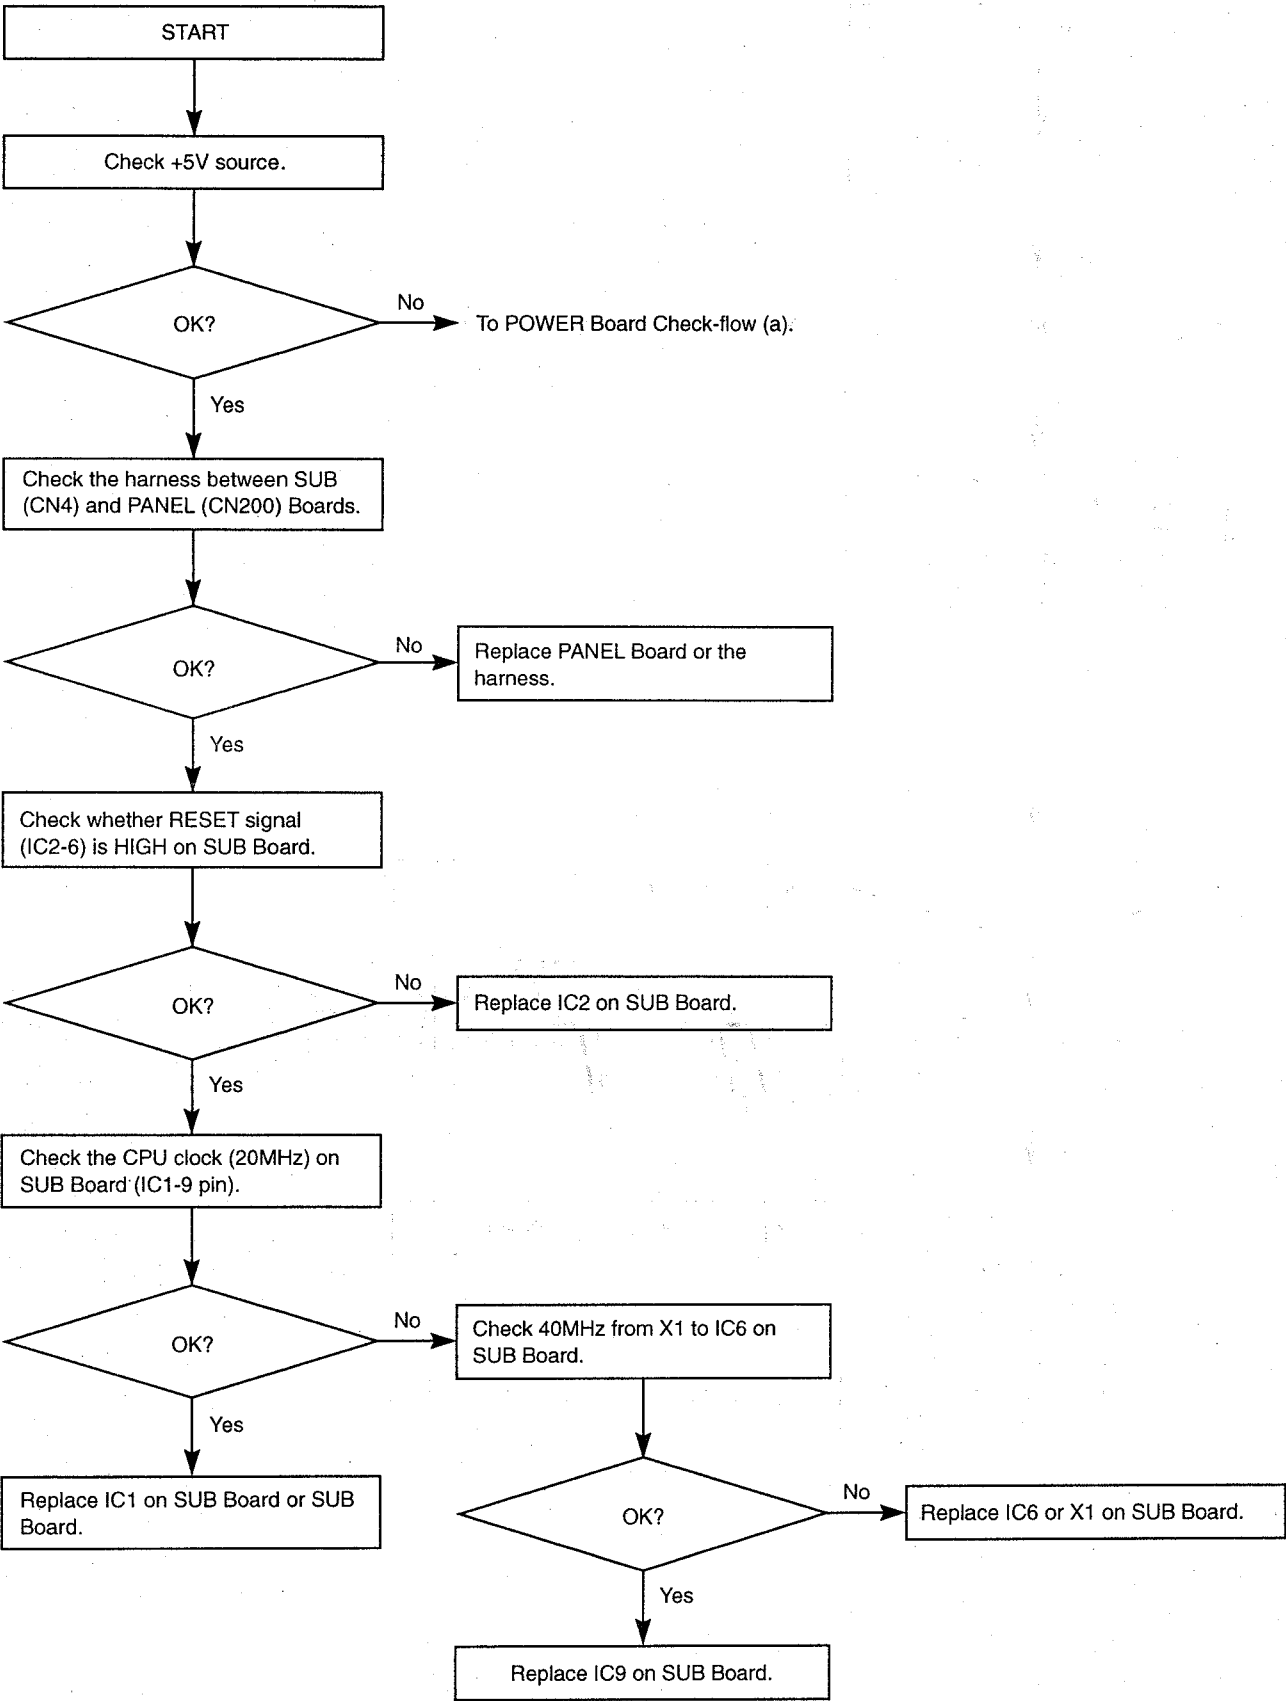 START
Check +5V source.
OK?
No
To POWER Board Check-flow (a).
Yes
Check the harness between SUB
(CN4) and PANEL (CN200) Boards.
OK?
No
Replace PANEL Board or the
harness.
Yes
Check whether RESET signal
(IC2-6) is HIGH on SUB Board.
OK?
No
Replace IC2 on SUB Board.
Yes
Check the CPU clock (20MHz) on
SUB Board (IC1-9 pin).
OK?
No
Check 40MHz from X1 to IC6 on
SUB Board.
Yes
Replace IC1 on SUB Board or SUB
Board.
OK?
No
Replace IC6 or X1 on SUB Board.
Yes
Replace IC9 on SUB Board.